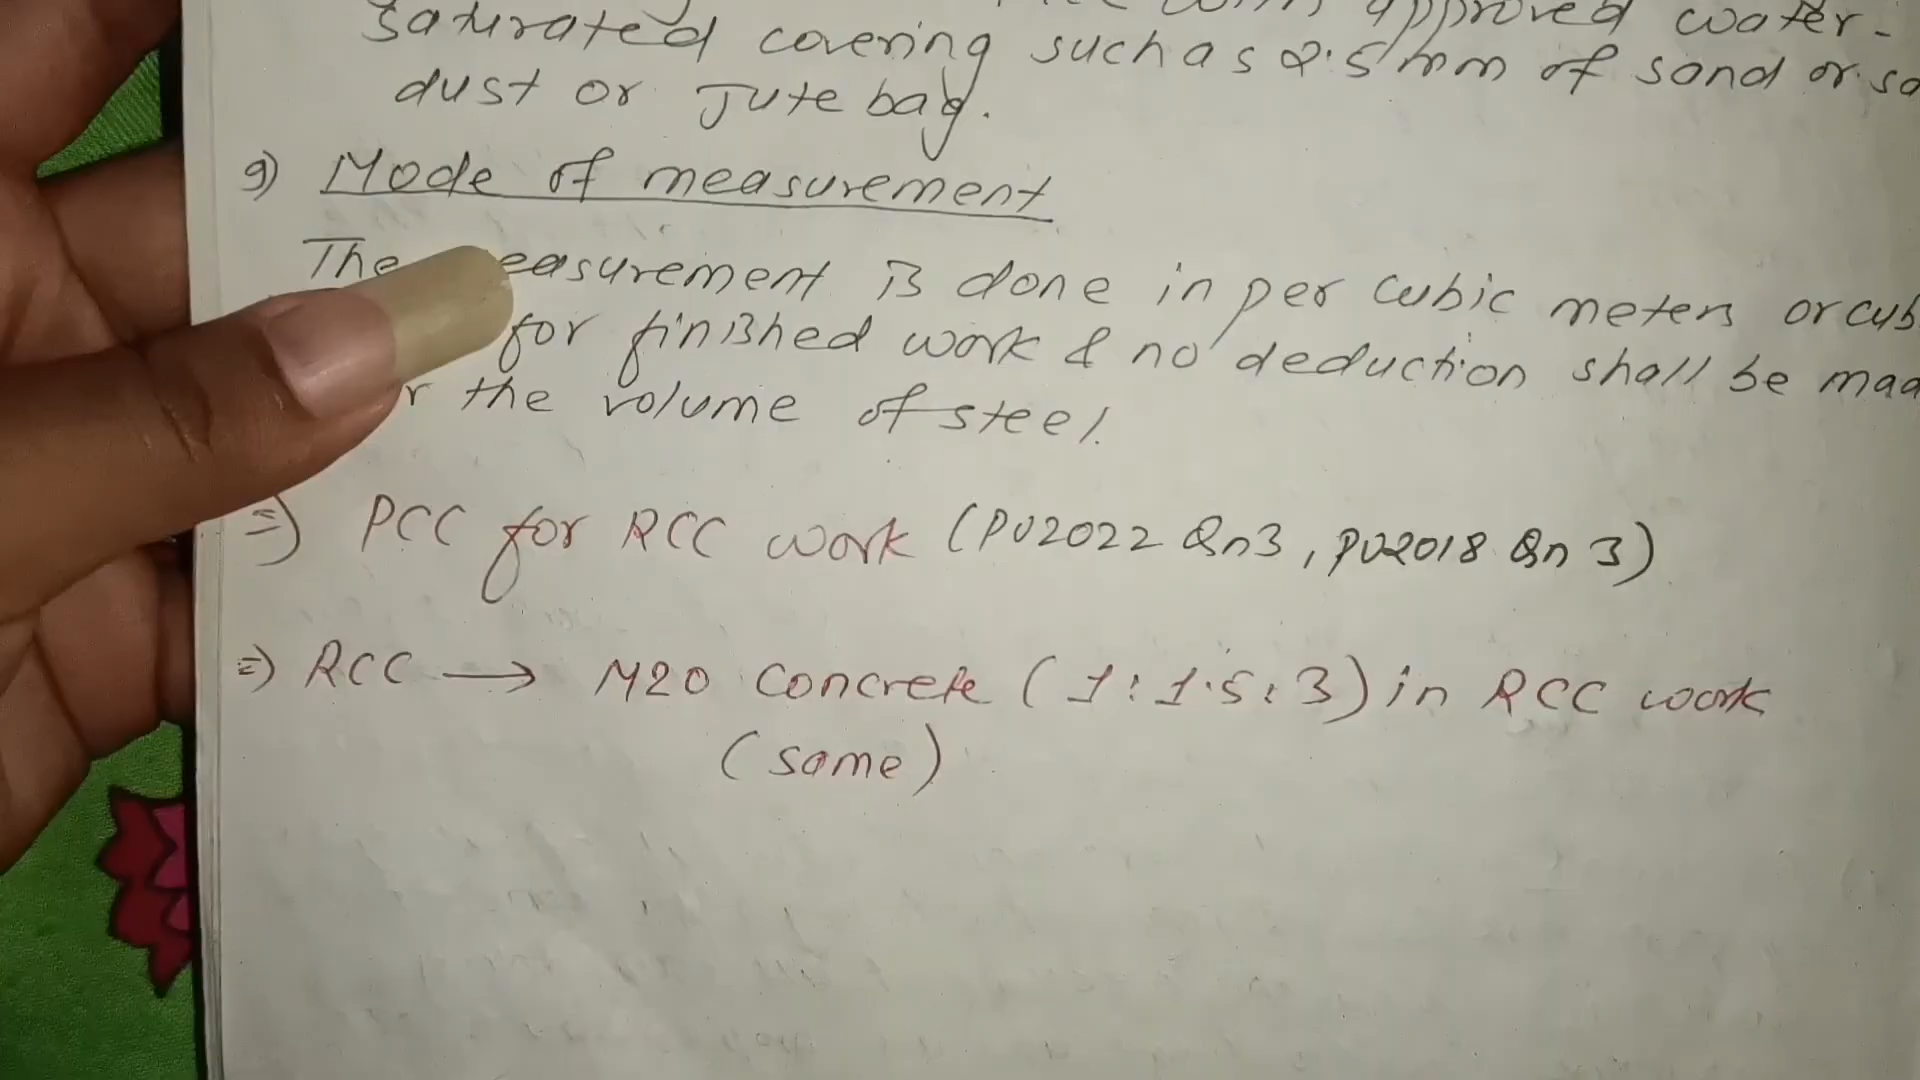 with approved water-
saturated covering such as 2.5mm of sand or
dust or Jute bag.
9) Mode of measurement
The easurement is done in per cubic meters or cub
for finished work & no deduction shall be mad
r the volume of steel.
=) PCC for RCC work (PU2022 Qn3, PU2018 Qn 3)
=) RCC → M20 Concrete (1:1.5:3) in RCC work
(same)